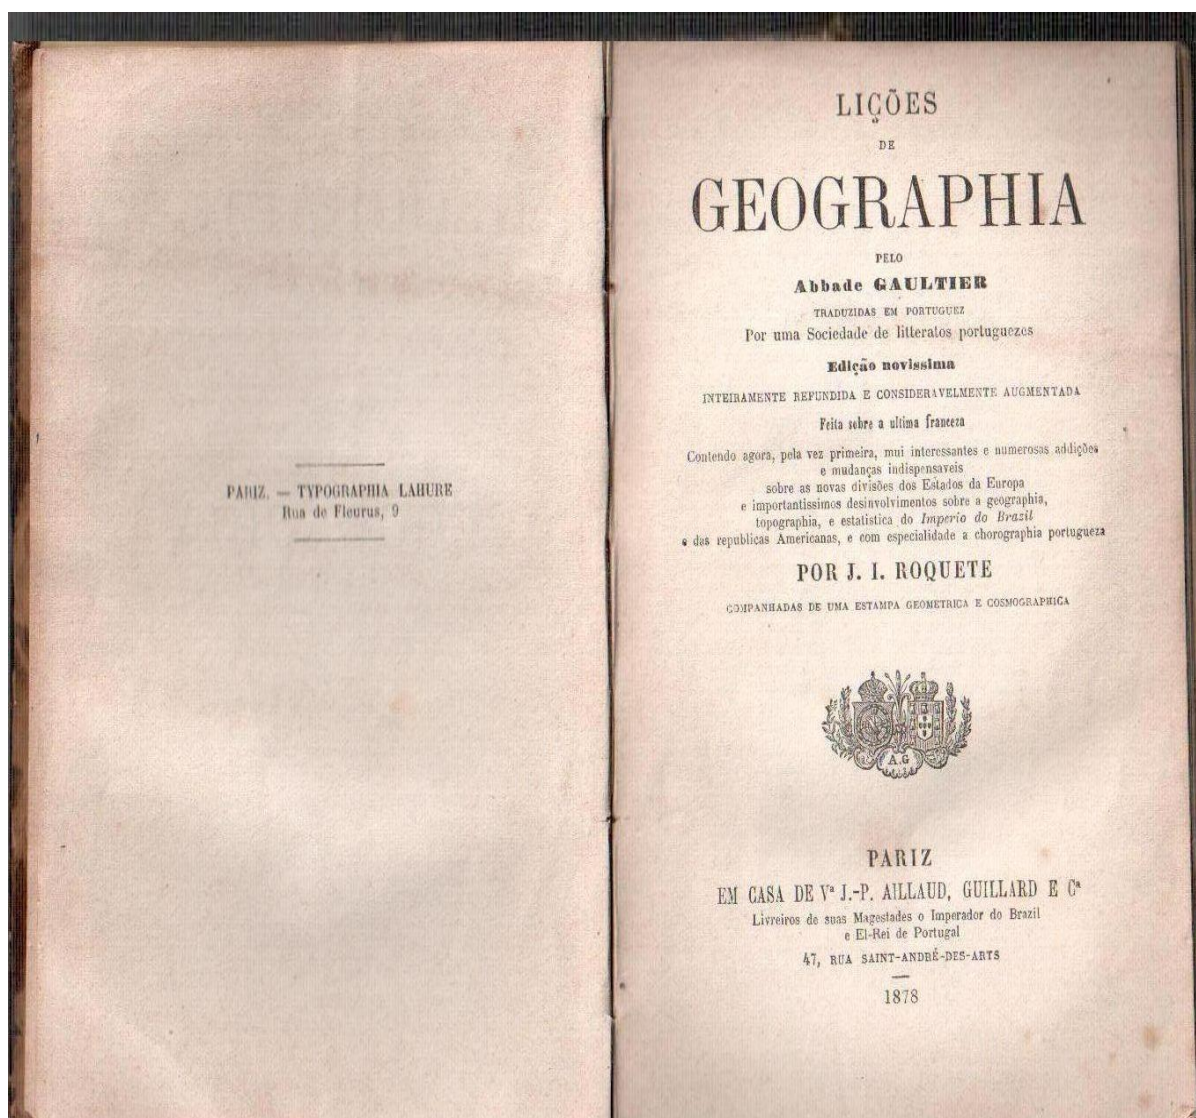 PARIZ. — TYPOGRAPHIA LAHURE
Rua de Fleurus, 9
LIÇÕES
DE
GEOGRAPHIA
PELO
Abbade GAULTIER
TRADUZIDAS EM PORTUGUEZ
Por uma Sociedade de litteratos portuguezes
Edição novissima
INTEIRAMENTE REFUNDIDA E CONSIDERAVELMENTE AUGMENTADA
Feita sobre a ultima franceza
Contendo agora, pela vez primeira, mui interessantes e numerosas addições
e mudanças indispensaveis
sobre as novas divisões dos Estados da Europa
e importantissimos desinvolvimentos sobre a geographia,
topographia, e estatistica do Imperio do Brazil
e das republicas Americanas, e com especialidade a chorographia portugueza
POR J. I. ROQUETE
COMPANHADAS DE UMA ESTAMPA GEOMETRICA E COSMOGRAPHICA
A.G
PARIZ
EM CASA DE Vª J.-P. AILLAUD, GUILLARD E Cª
Livreiros de suas Magestades o Imperador do Brazil
e El-Rei de Portugal
47, RUA SAINT-ANDRÉ-DES-ARTS
1878